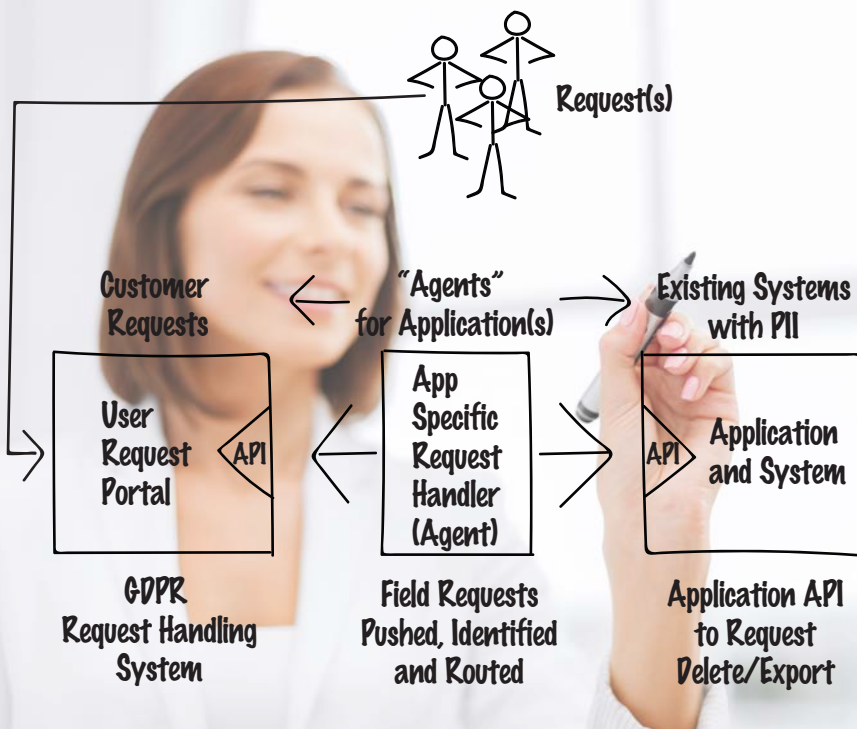 Request(s)
Customer
Requests
"Agents"
for Application(s)
Existing Systems
with PII
User
Request
Portal
API
App
Specific
Request
Handler
(Agent)
API
Application
and System
GDPR
Request Handling
System
Field Requests
Pushed, Identified
and Routed
Application API
to Request
Delete/Export